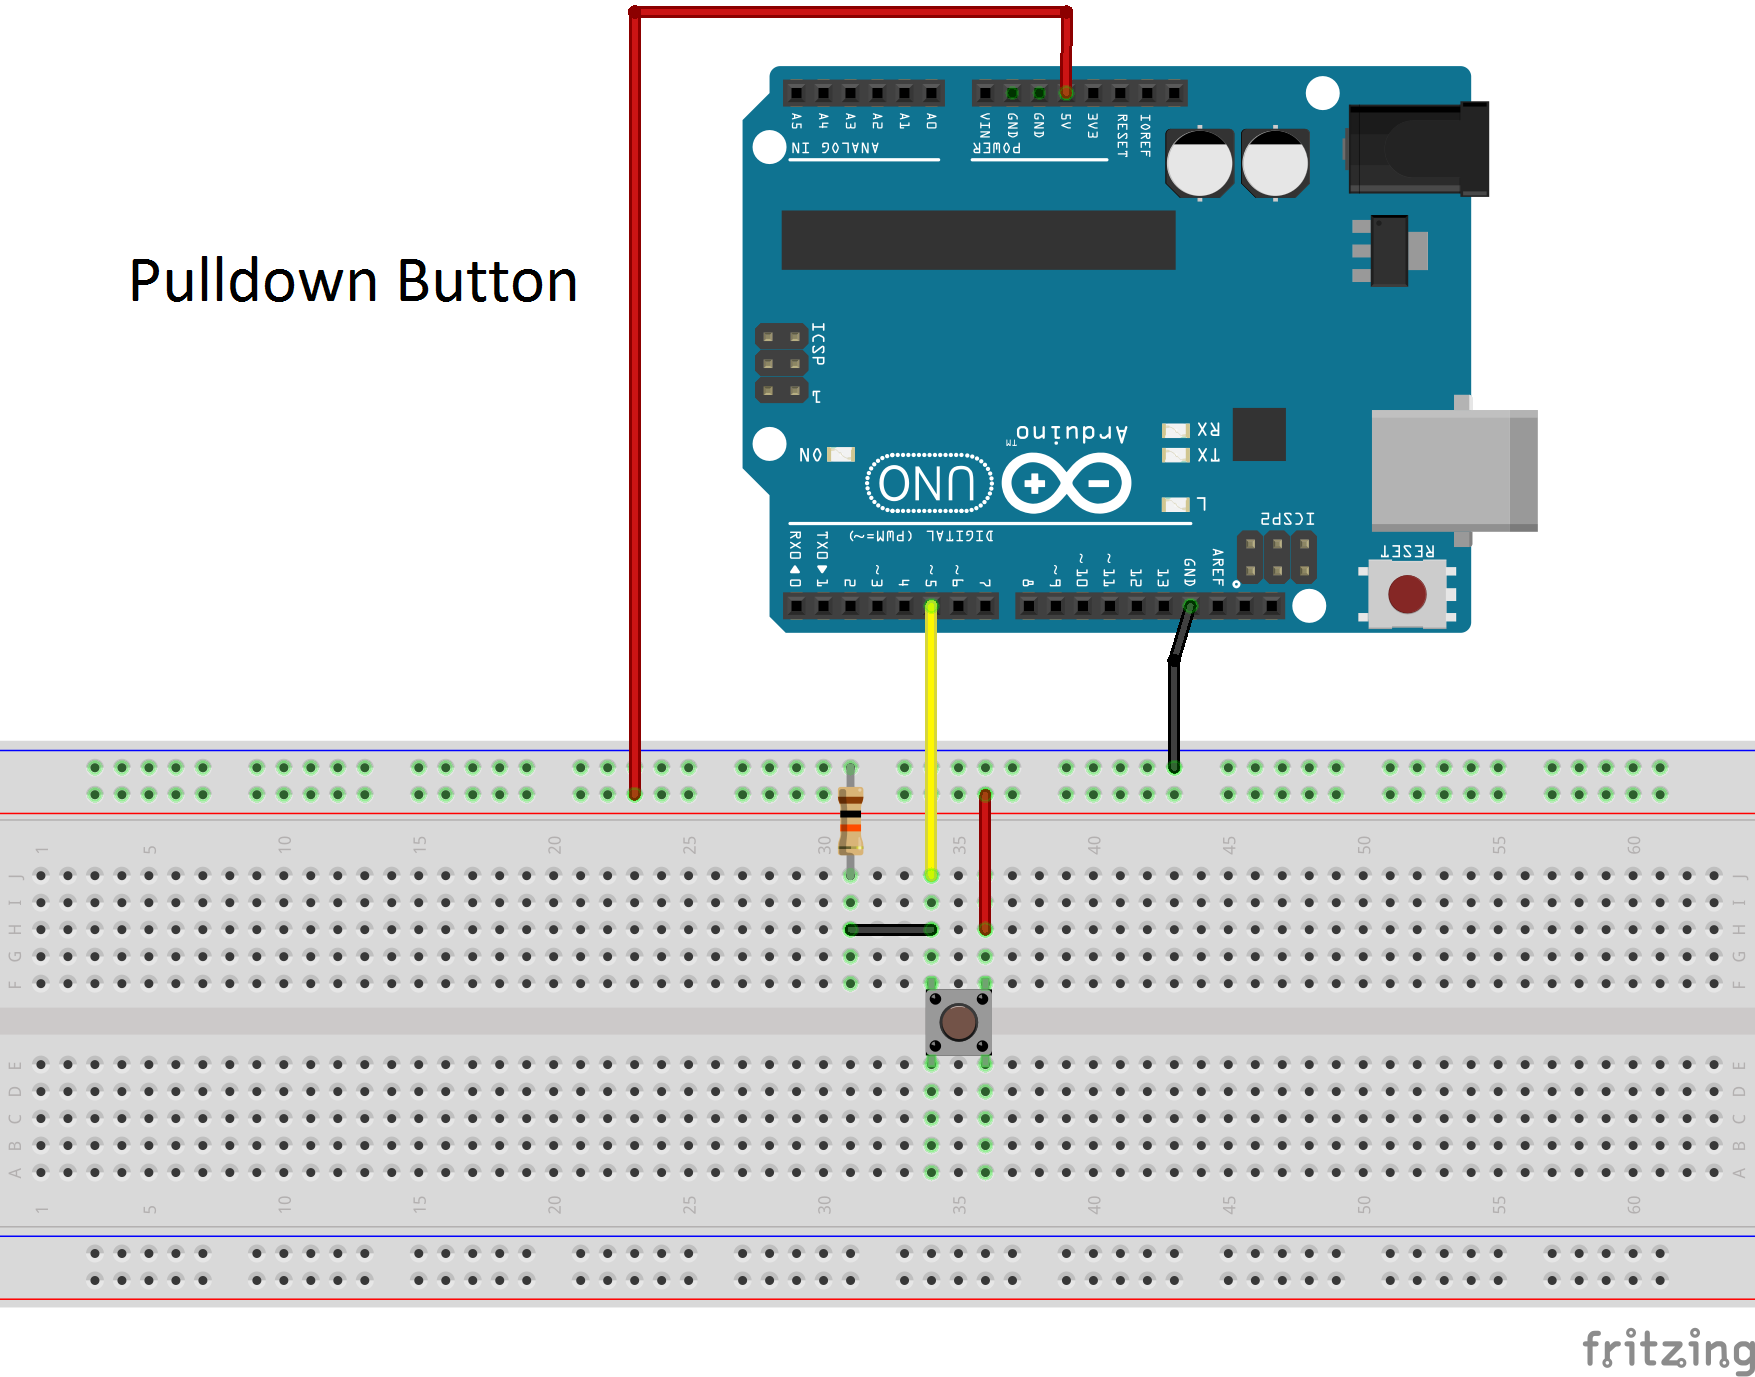 A5 A4 A3 A2 A1 A0
VIN GND GND 5V 3V3 RESET IOREF
ANALOG IN
POWER
Pulldown Button
ICSP
1
Arduino
TM
ON
UNO
RX
TX
L
ICSP2
DIGITAL (PWM=~)
RESET
RX0 0 TX0 1 2 ~3 4 ~5 ~6 7 8 ~9 ~10 ~11 12 13 GND AREF
1 5 10 15 20 25 30 35 40 45 50 55 60
J J
I I
H H
G G
F F
E E
D D
C C
B B
A A
1 5 10 15 20 25 30 35 40 45 50 55 60
fritzing